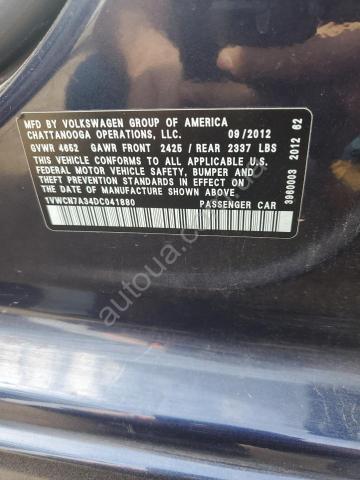 MFD BY VOLKSWAGEN GROUP OF AMERICA
CHATTANOOGA OPERATIONS, LLC. 09/2012
GVWR 4652 GAWR FRONT 2425 / REAR 2337 LBS
THIS VEHICLE CONFORMS TO ALL APPLICABLE U.S.
FEDERAL MOTOR VEHICLE SAFETY, BUMPER AND
THEFT PREVENTION STANDARDS IN EFFECT ON
THE DATE OF MANUFACTURE SHOWN ABOVE.
1VWCN7A34DC041880 PASSENGER CAR
3960003 2012 62
autoua.com